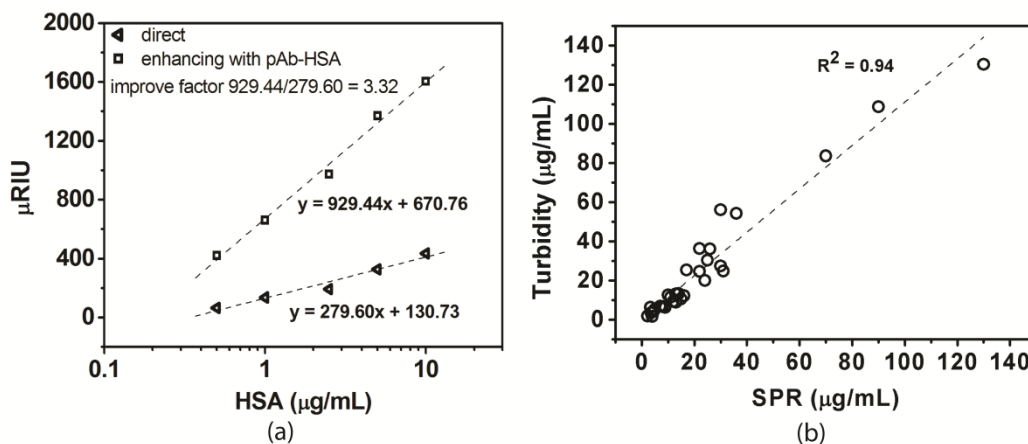 2000
1600
1200
800
400
0
μRIU
direct
enhancing with pAb-HSA
improve factor 929.44/279.60 = 3.32
y = 929.44x + 670.76
y = 279.60x + 130.73
0.1 1 10
HSA (μg/mL)
(a)
140
120
100
80
60
40
20
0
Turbidity (μg/mL)
R² = 0.94
0 20 40 60 80 100 120 140
SPR (μg/mL)
(b)